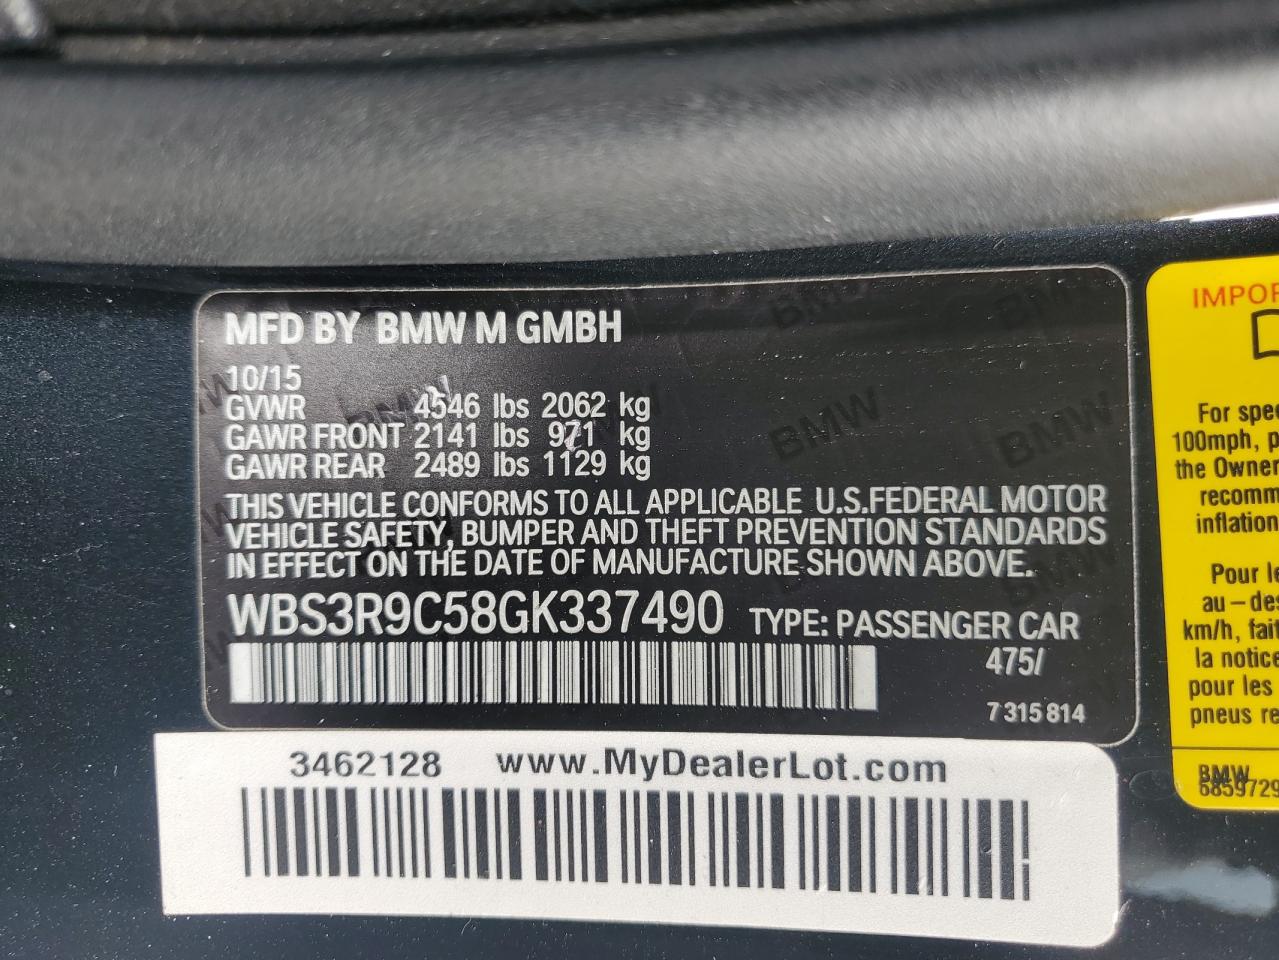 MFD BY BMW M GMBH
10/15
GVWR 4546 lbs 2062 kg
GAWR FRONT 2141 lbs 971 kg
GAWR REAR 2489 lbs 1129 kg
THIS VEHICLE CONFORMS TO ALL APPLICABLE U.S.FEDERAL MOTOR
VEHICLE SAFETY, BUMPER AND THEFT PREVENTION STANDARDS
IN EFFECT ON THE DATE OF MANUFACTURE SHOWN ABOVE.
WBS3R9C58GK337490 TYPE: PASSENGER CAR
475/
7 315 814
3462128 www.MyDealerLot.com
IMPOR
For spee
100mph, p
the Owner
recomm
inflation
Pour le
au – des
km/h, fait
la notice
pour les
pneus re
BMW
6859729